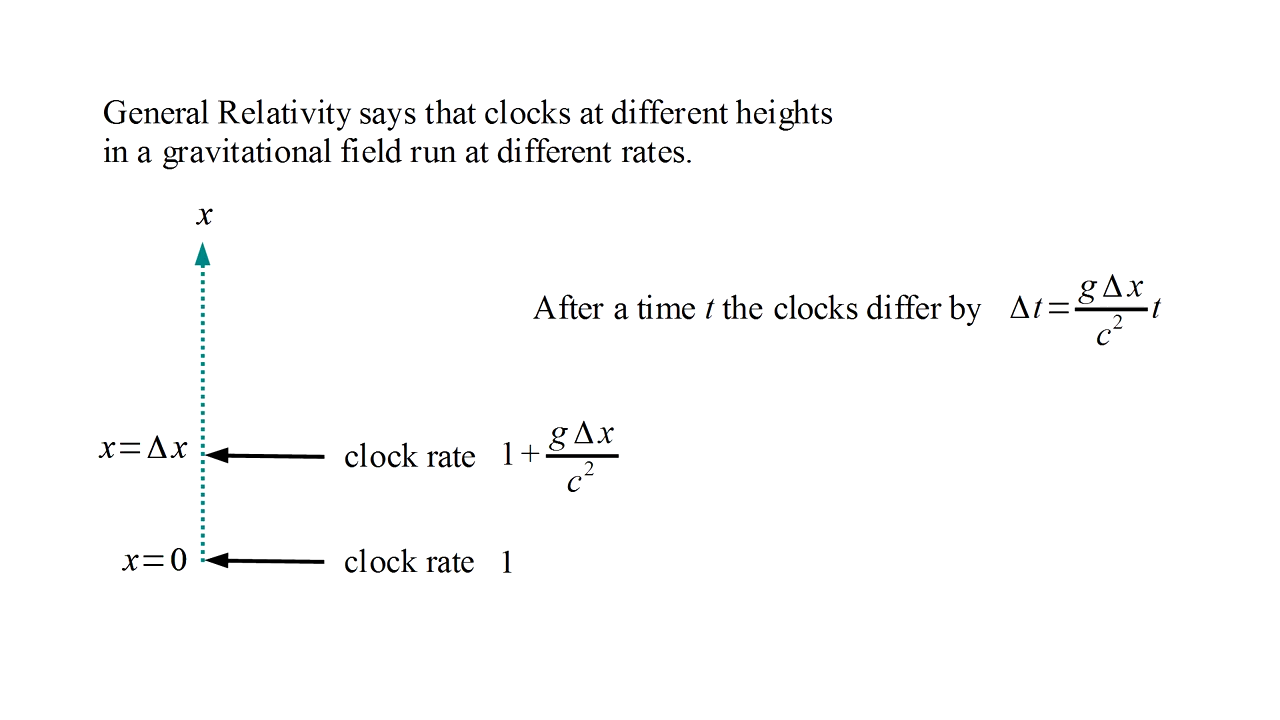 General Relativity says that clocks at different heights
in a gravitational field run at different rates.
x
After a time t the clocks differ by Δt = gΔx/c² t
x=Δx clock rate 1 + gΔx/c²
x=0 clock rate 1